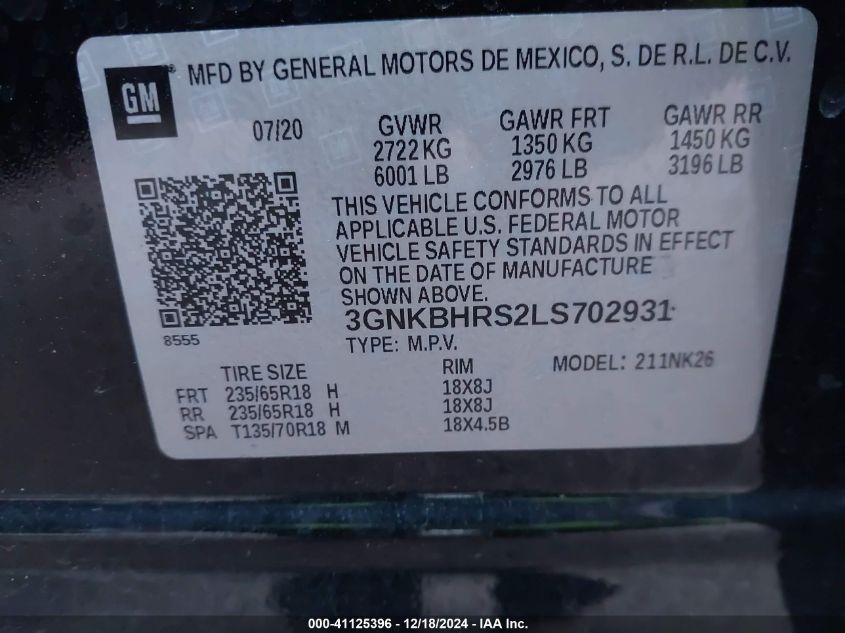 GM
MFD BY GENERAL MOTORS DE MEXICO, S. DE R.L. DE C.V.
07/20 GVWR GAWR FRT GAWR RR
2722 KG 1350 KG 1450 KG
6001 LB 2976 LB 3196 LB
THIS VEHICLE CONFORMS TO ALL
APPLICABLE U.S. FEDERAL MOTOR
VEHICLE SAFETY STANDARDS IN EFFECT
ON THE DATE OF MANUFACTURE
SHOWN ABOVE.
8555
3GNKBHRS2LS702931
TYPE: M.P.V.
MODEL: 211NK26
TIRE SIZE RIM
FRT 235/65R18 H 18X8J
RR 235/65R18 H 18X8J
SPA T135/70R18 M 18X4.5B
000-41125396 - 12/18/2024 - IAA Inc.